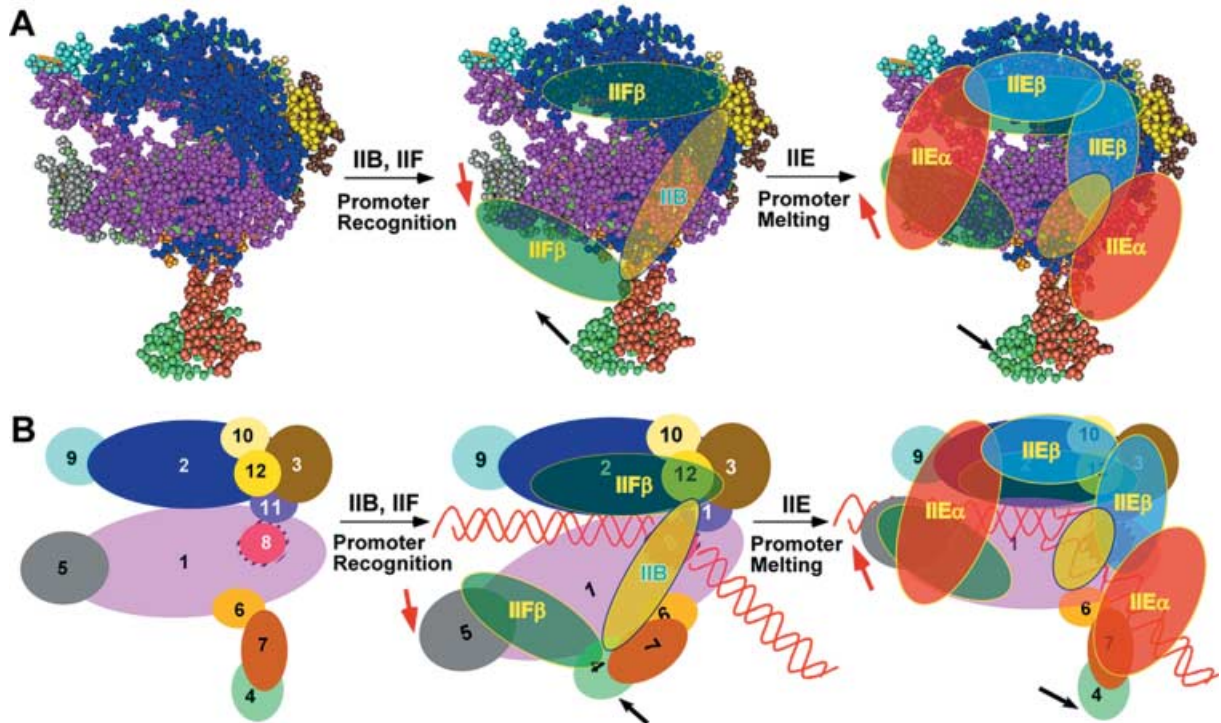 A
IIB, IIF
Promoter
Recognition
IIFβ
IIB
IIFβ
IIE
Promoter
Melting
IIEβ
IIEα
IIEβ
IIEα
B
9
2
10
12
3
11
8
1
5
6
7
4
IIB, IIF
Promoter
Recognition
9
2
10
12
3
IIFβ
11
IIB
1
IIFβ
5
6
7
4
IIE
Promoter
Melting
9
10
IIEβ
3
IIEβ
IIEα
1
6
IIEα
7
4